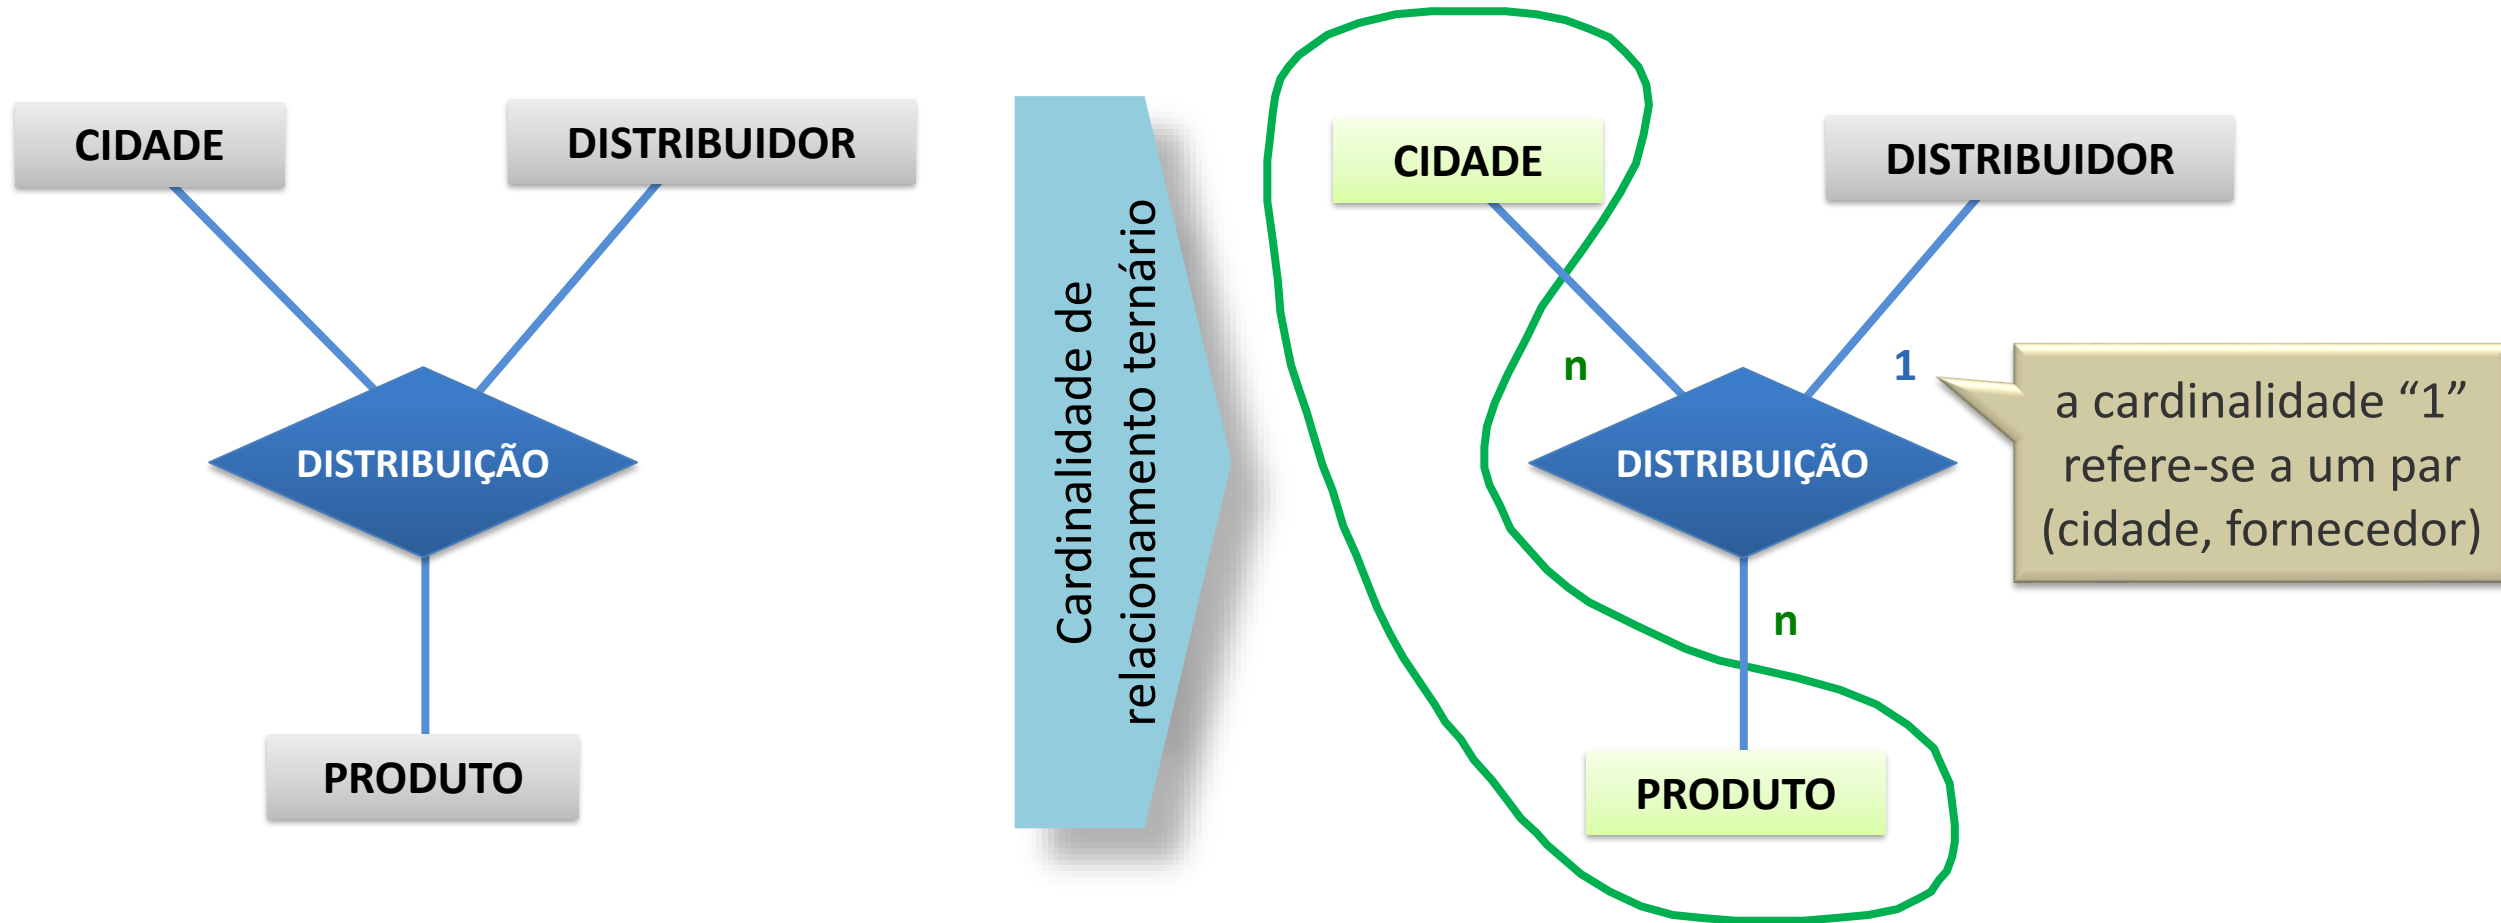 CIDADE
DISTRIBUIDOR
DISTRIBUIÇÃO
PRODUTO
Cardinalidade de
relacionamento ternário
CIDADE
DISTRIBUIDOR
n
1
DISTRIBUIÇÃO
n
PRODUTO
a cardinalidade “1”
refere-se a um par
(cidade, fornecedor)